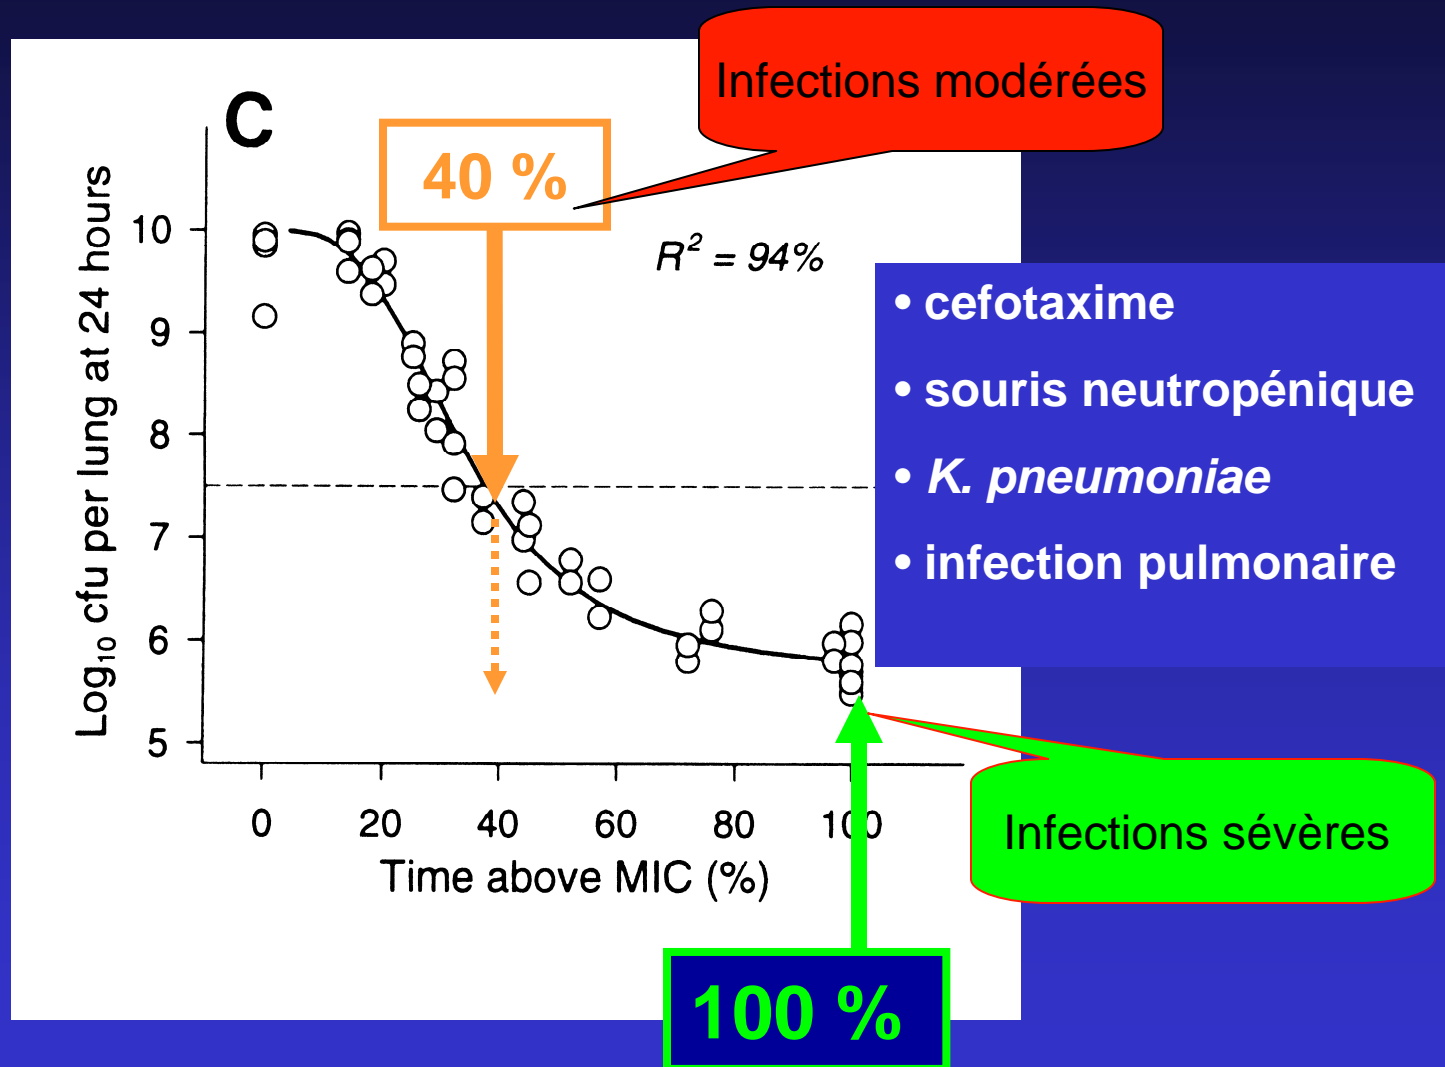 Infections modérées
C
40 %
R² = 94%
Log₁₀ cfu per lung at 24 hours
10
9
8
7
6
5
• cefotaxime
• souris neutropénique
• K. pneumoniae
• infection pulmonaire
0 20 40 60 80 100
Time above MIC (%)
Infections sévères
100 %